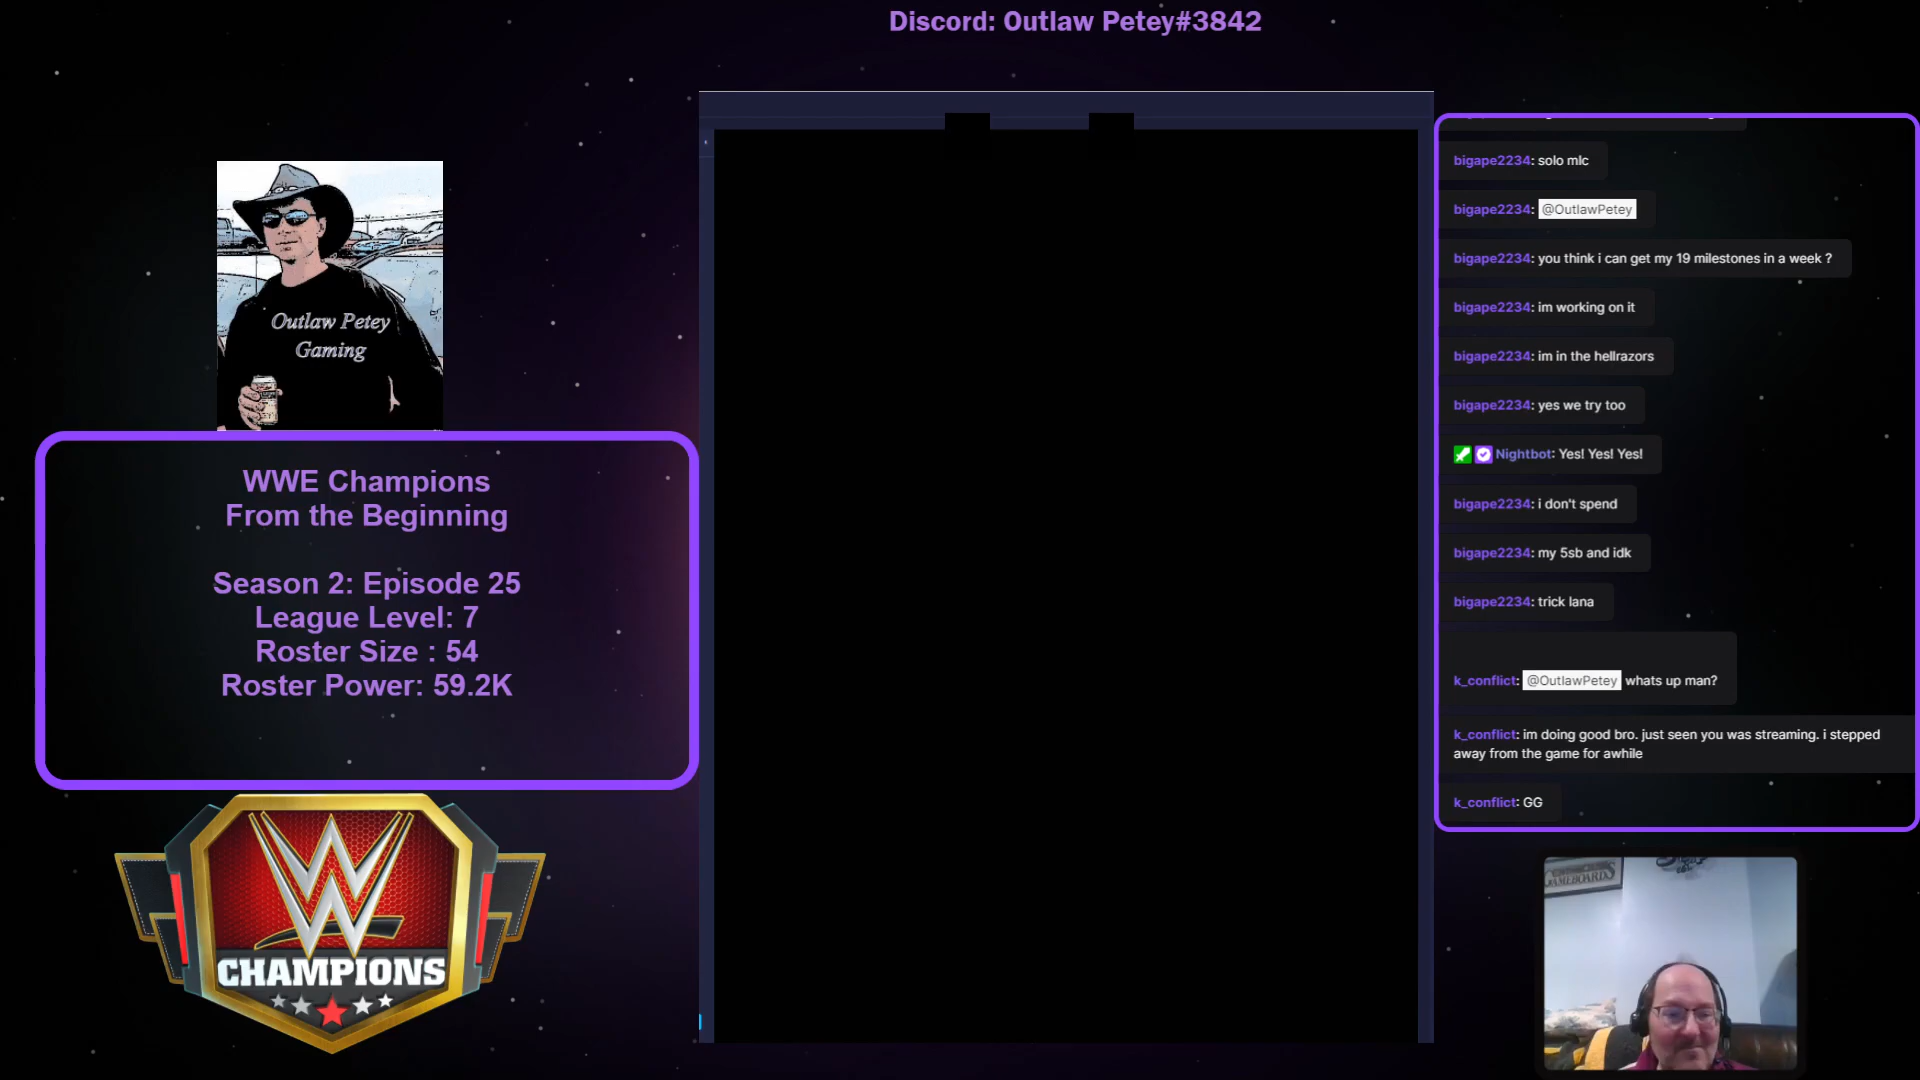 Discord: Outlaw Petey#3842
Outlaw Petey
Gaming
WWE Champions
From the Beginning
Season 2: Episode 25
League Level: 7
Roster Size : 54
Roster Power: 59.2K
W
CHAMPIONS
bigape2234: solo mlc
bigape2234: @OutlawPetey
bigape2234: you think i can get my 19 milestones in a week ?
bigape2234: im working on it
bigape2234: im in the hellrazors
bigape2234: yes we try too
Nightbot: Yes! Yes! Yes!
bigape2234: i don't spend
bigape2234: my 5sb and idk
bigape2234: trick lana
k_conflict: @OutlawPetey whats up man?
k_conflict: im doing good bro. just seen you was streaming. i stepped
away from the game for awhile
k_conflict: GG
GAMEBOARDS